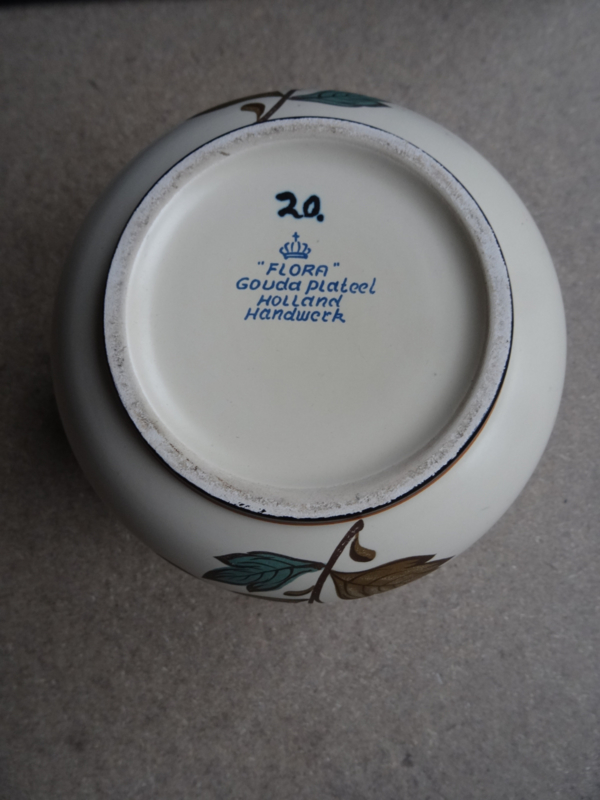 20.
"FLORA"
Gouda plateel
HOLLAND
Handwerk